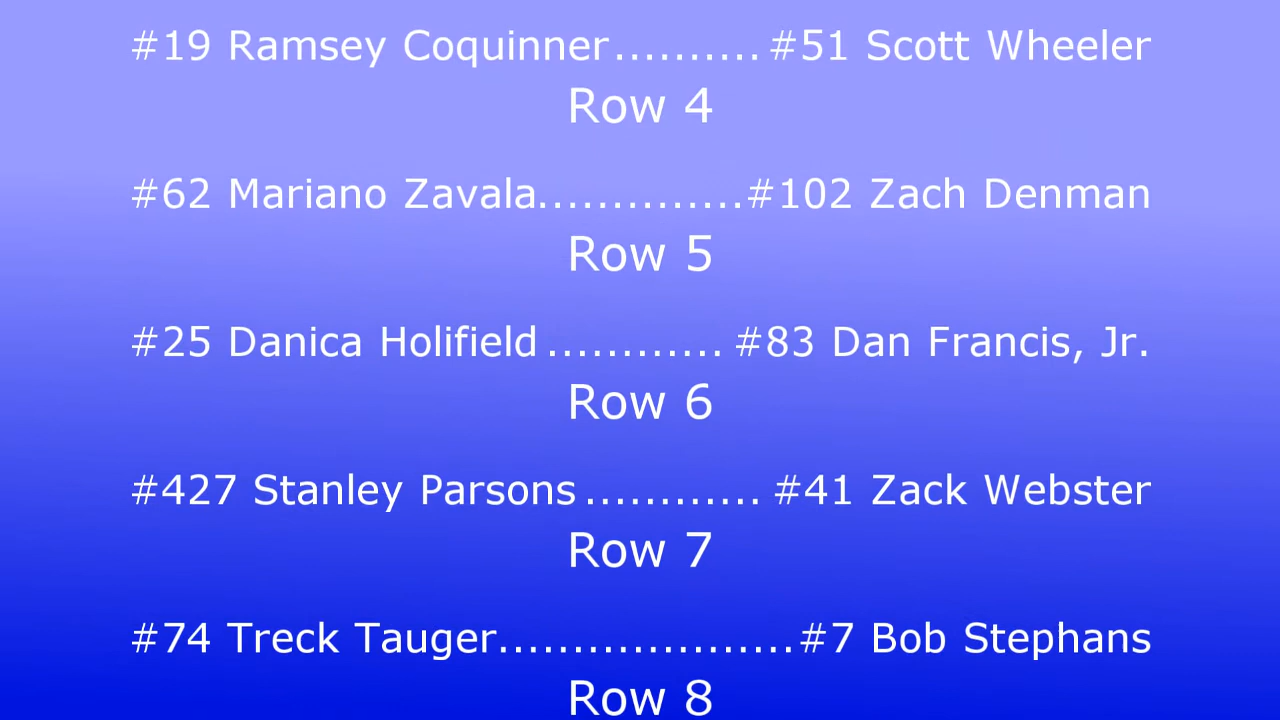 #19 Ramsey Coquinner.......... #51 Scott Wheeler
Row 4
#62 Mariano Zavala..............#102 Zach Denman
Row 5
#25 Danica Holifield ............ #83 Dan Francis, Jr.
Row 6
#427 Stanley Parsons ............ #41 Zack Webster
Row 7
#74 Treck Tauger....................#7 Bob Stephans
Row 8